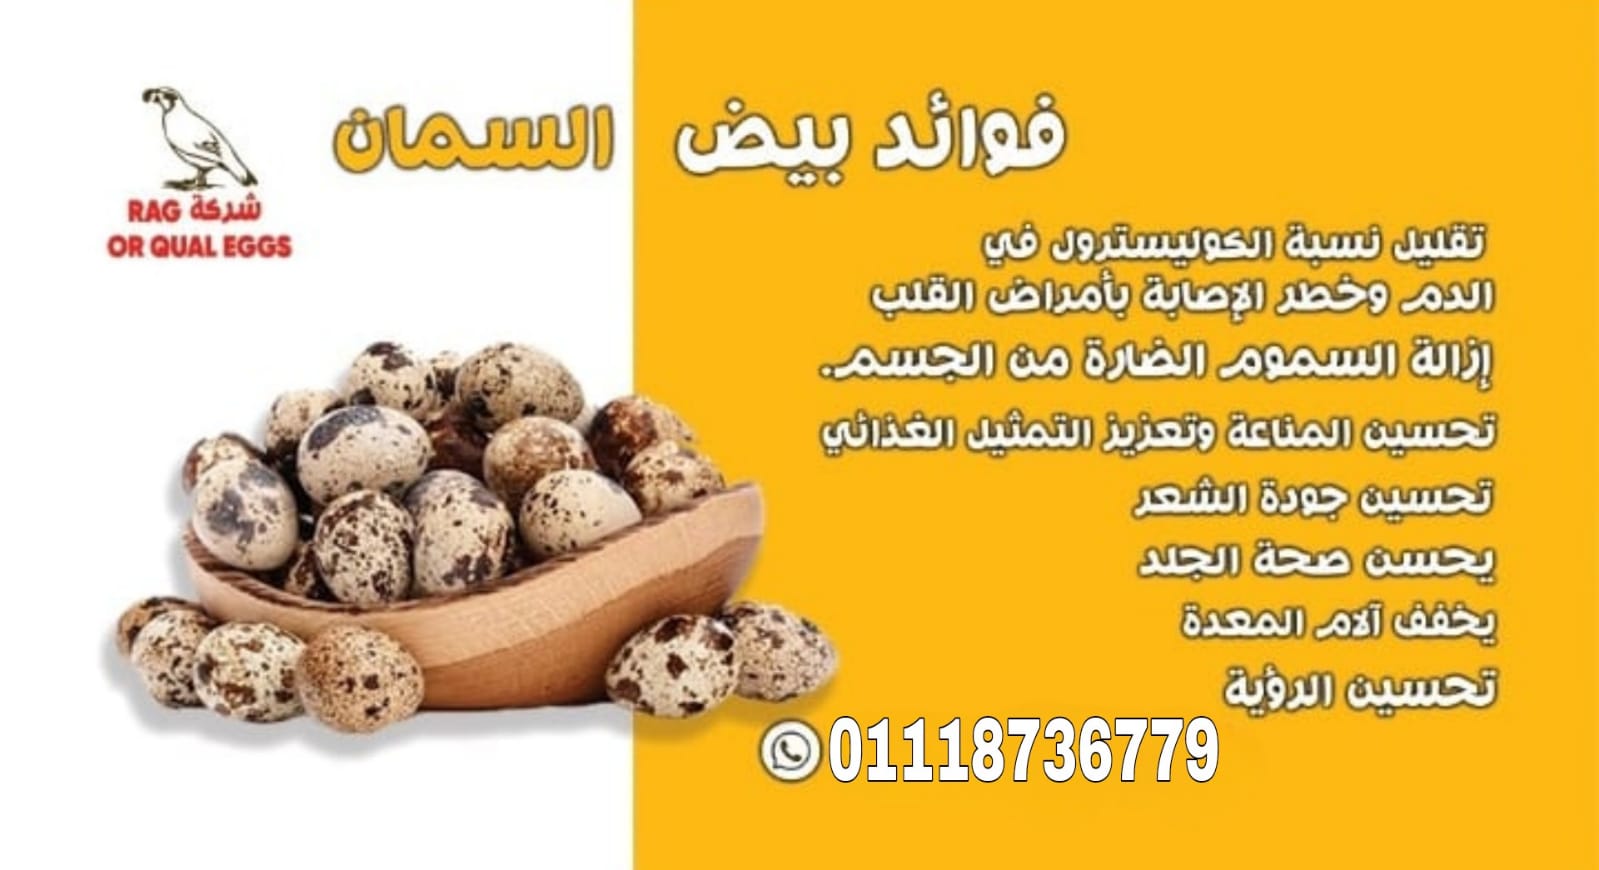 فوائد بيض السمان
شركة RAG
OR QUAL EGGS
تقليل نسبة الكوليسترول في
الدم وخطر الإصابة بأمراض القلب
إزالة السموم الضارة من الجسم.
تحسين المناعة وتعزيز التمثيل الغذائي
تحسين جودة الشعر
يحسن صحة الجلد
يخفف آلام المعدة
تحسين الرؤية
01118736779